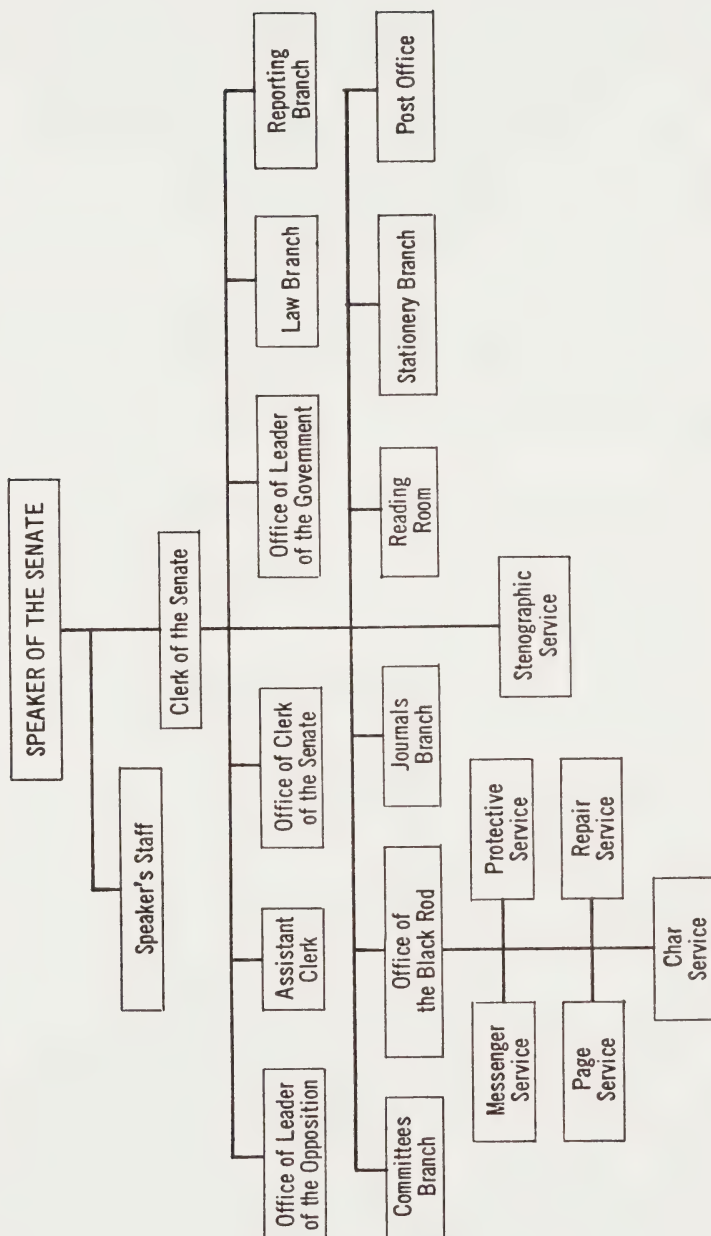 SPEAKER OF THE SENATE
Speaker's Staff
Clerk of the Senate
Office of Leader
of the Opposition
Assistant
Clerk
Office of Clerk
of the Senate
Office of Leader
of the Government
Law Branch
Reporting
Branch
Committees
Branch
Office of
the Black Rod
Journals
Branch
Reading
Room
Stationery Branch
Post Office
Messenger
Service
Protective
Service
Stenographic
Service
Page
Service
Repair
Service
Char
Service